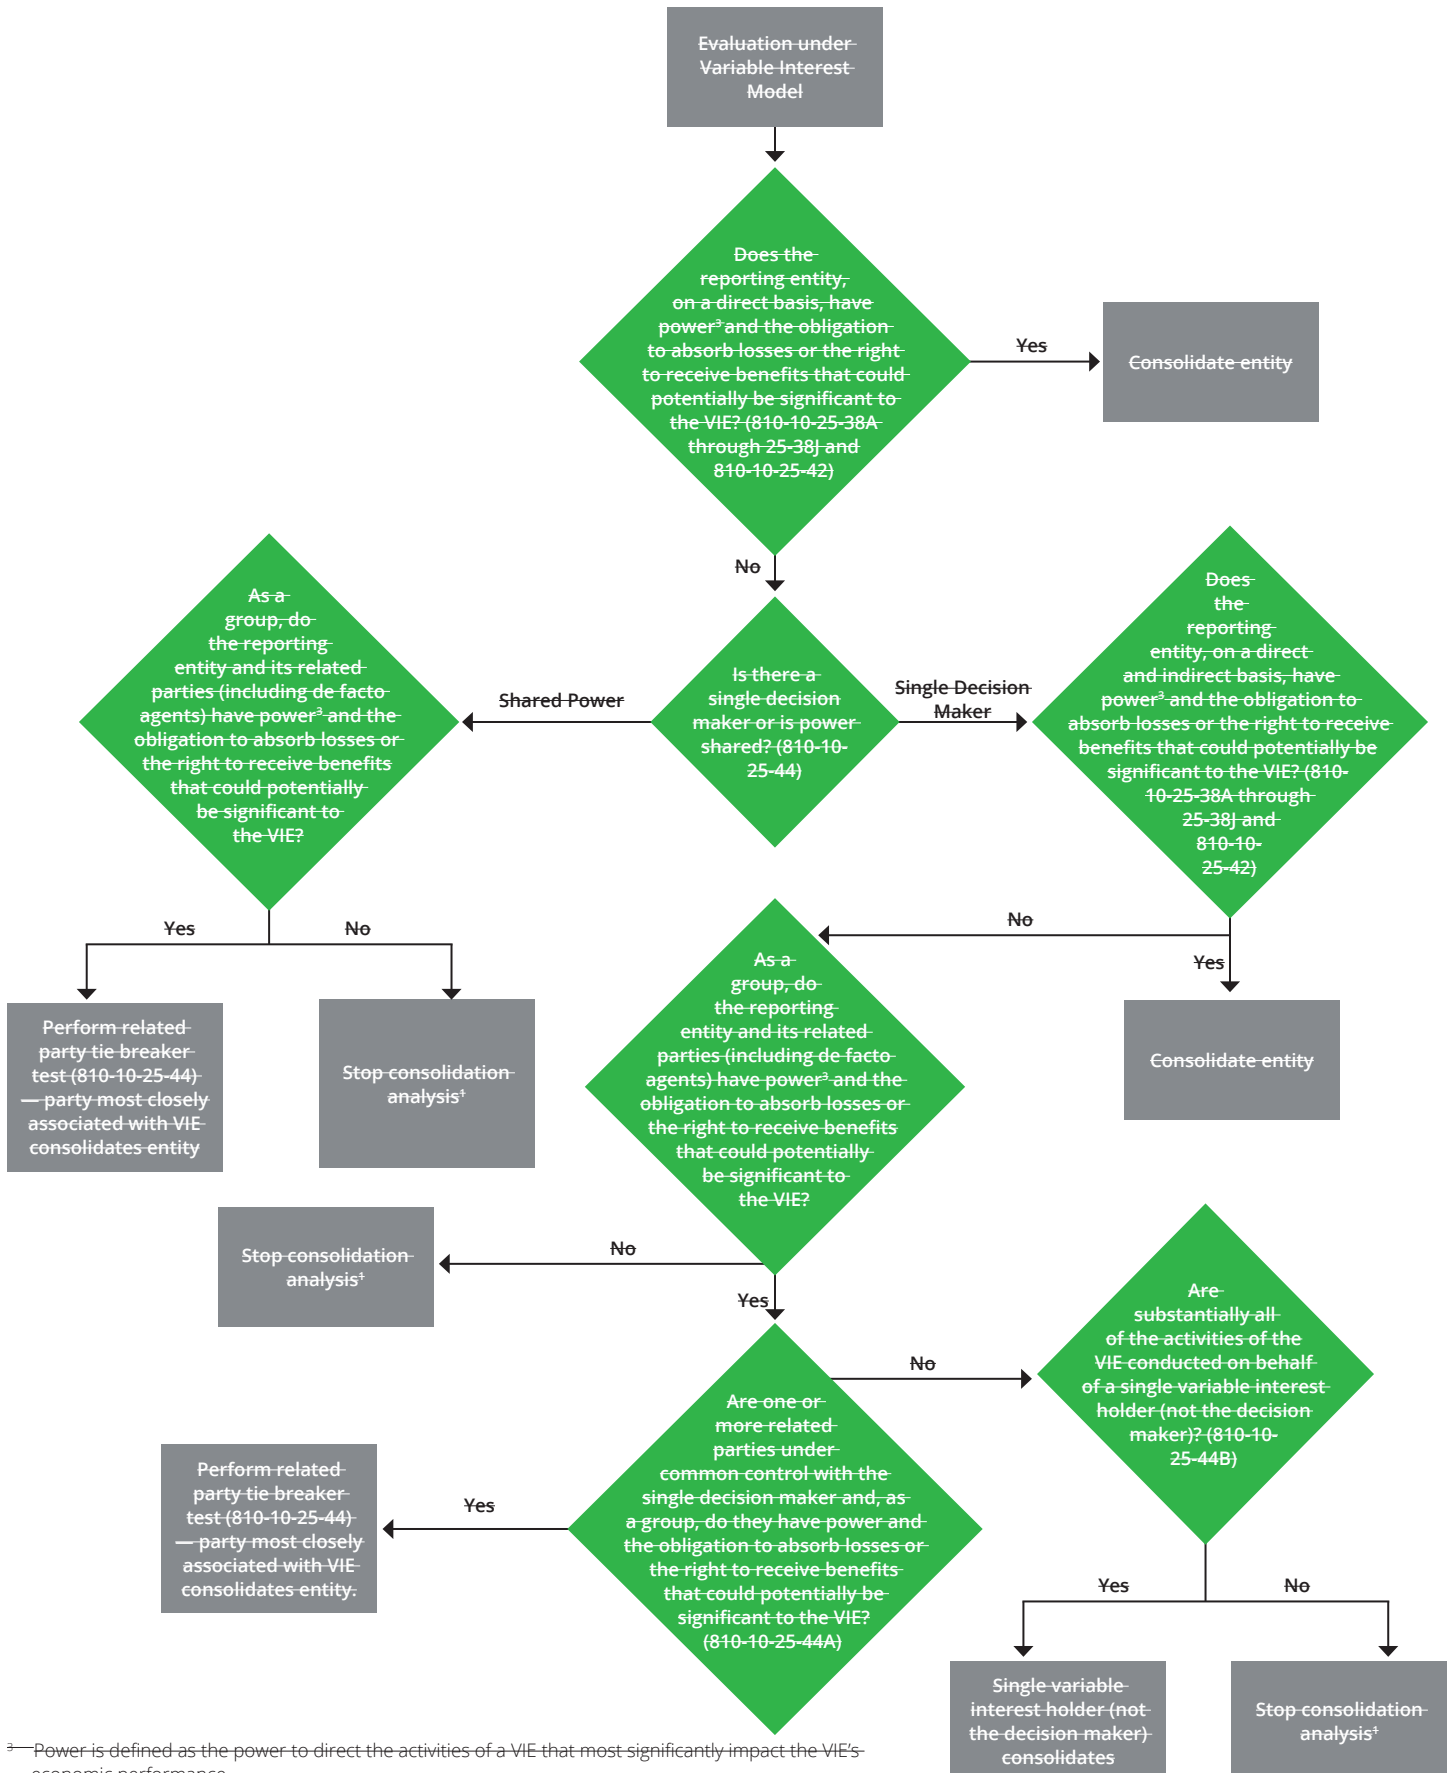 Evaluation under
Variable Interest
Model
Does the
reporting entity,
on a direct basis, have
power³ and the obligation
to absorb losses or the right
to receive benefits that could
potentially be significant to
the VIE? (810-10-25-38A
through 25-38J and
810-10-25-42)
Yes
Consolidate entity
No
As a
group, do
the reporting
entity and its related
parties (including de facto
agents) have power³ and the
obligation to absorb losses or
the right to receive benefits
that could potentially
be significant to
the VIE?
Shared Power
Is there a
single decision
maker or is power
shared? (810-10-
25-44)
Single Decision
Maker
Does
the
reporting
entity, on a direct
and indirect basis, have
power³ and the obligation to
absorb losses or the right to receive
benefits that could potentially be
significant to the VIE? (810-
10-25-38A through
25-38J and
810-10-
25-42)
Yes
No
No
Yes
Perform related
party tie breaker
test (810-10-25-44)
— party most closely
associated with VIE
consolidates entity
Stop consolidation
analysis¹
As a
group, do
the reporting
entity and its related
parties (including de facto
agents) have power³ and the
obligation to absorb losses or
the right to receive benefits
that could potentially
be significant to
the VIE?
Consolidate entity
Stop consolidation
analysis¹
No
Yes
Are
substantially all
of the activities of the
VIE conducted on behalf
of a single variable interest
holder (not the decision
maker)? (810-10-
25-44B)
No
Are one or
more related
parties under
common control with the
single decision maker and, as
a group, do they have power and
the obligation to absorb losses or
the right to receive benefits
that could potentially be
significant to the VIE?
(810-10-25-44A)
Yes
Perform related
party tie breaker
test (810-10-25-44)
— party most closely
associated with VIE
consolidates entity.
Yes
No
Single variable
interest holder (not
the decision maker)
consolidates
Stop consolidation
analysis¹
³ Power is defined as the power to direct the activities of a VIE that most significantly impact the VIE's
economic performance